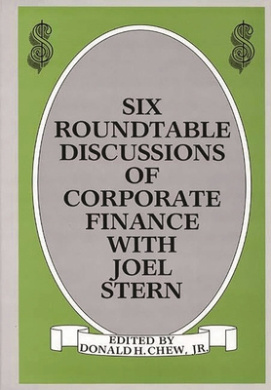 $ $
SIX
ROUNDTABLE
DISCUSSIONS
OF
CORPORATE
FINANCE
WITH
JOEL
STERN
EDITED BY
DONALD H. CHEW, JR.